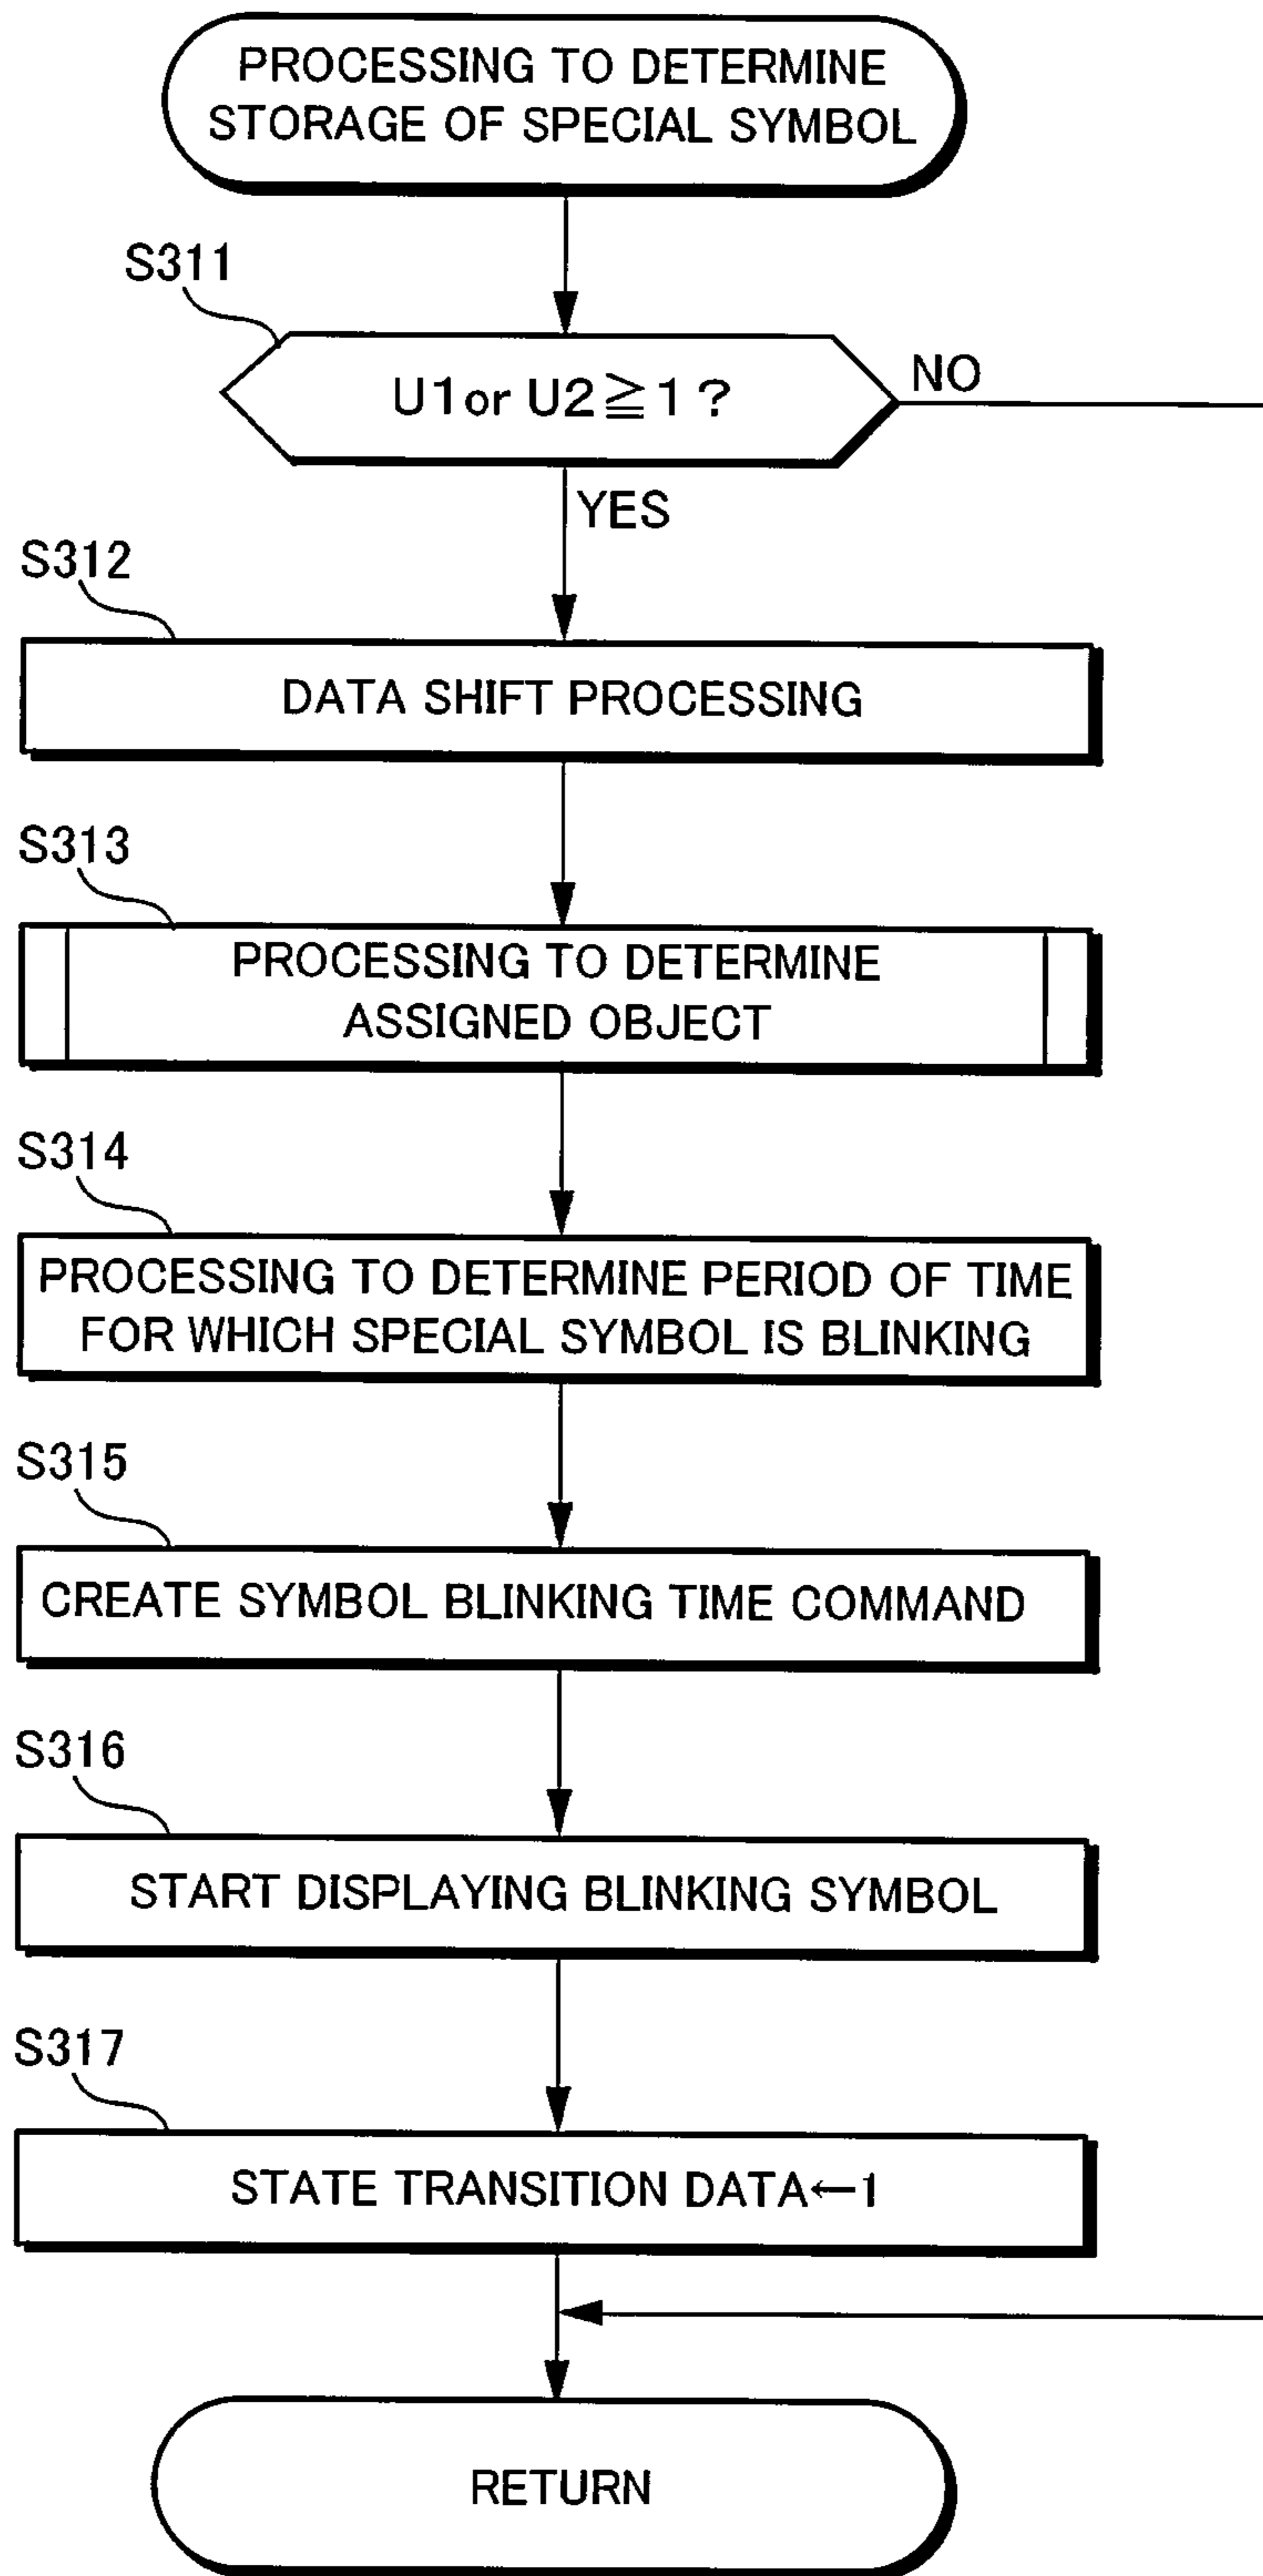 PROCESSING TO DETERMINE
STORAGE OF SPECIAL SYMBOL
S311
U1 or U2≧1?
NO
YES
S312
DATA SHIFT PROCESSING
S313
PROCESSING TO DETERMINE
ASSIGNED OBJECT
S314
PROCESSING TO DETERMINE PERIOD OF TIME
FOR WHICH SPECIAL SYMBOL IS BLINKING
S315
CREATE SYMBOL BLINKING TIME COMMAND
S316
START DISPLAYING BLINKING SYMBOL
S317
STATE TRANSITION DATA←1
RETURN